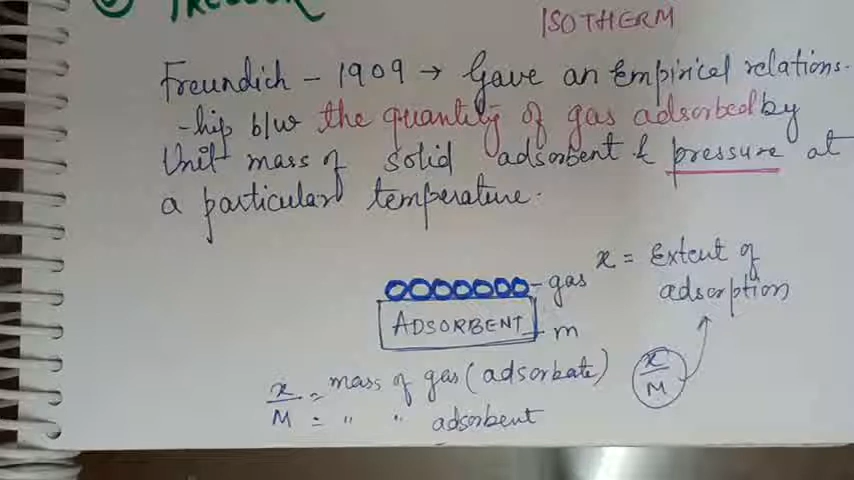 ISOTHERM
Freundich - 1909 → Gave an Empirical relations-
-hip b/w the quantity of gas adsorbed by
Unit mass of solid adsorbent & pressure at
a particular temperature.
x = Extent of
adsorption
gas
ADSORBENT
m
x/M = mass of gas (adsorbate)
= " " adsorbent
x/M